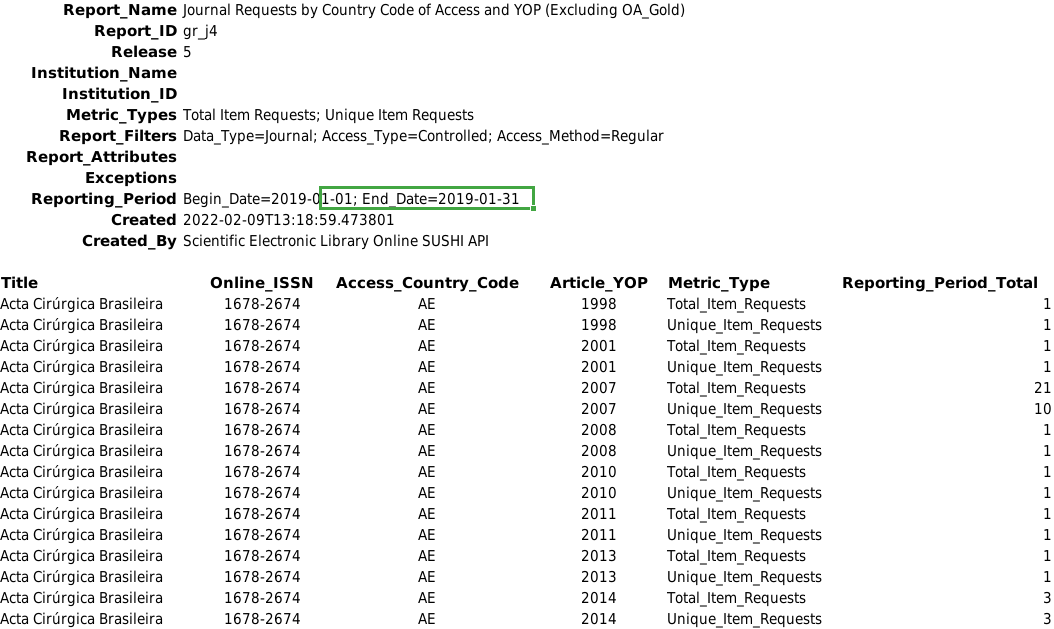 Report_Name Journal Requests by Country Code of Access and YOP (Excluding OA_Gold)
Report_ID gr_j4
Release 5
Institution_Name
Institution_ID
Metric_Types Total Item Requests; Unique Item Requests
Report_Filters Data_Type=Journal; Access_Type=Controlled; Access_Method=Regular
Report_Attributes
Exceptions
Reporting_Period Begin_Date=2019-01-01; End_Date=2019-01-31
Created 2022-02-09T13:18:59.473801
Created_By Scientific Electronic Library Online SUSHI API
Title Online_ISSN Access_Country_Code Article_YOP Metric_Type Reporting_Period_Total
Acta Cirúrgica Brasileira 1678-2674 AE 1998 Total_Item_Requests 1
Acta Cirúrgica Brasileira 1678-2674 AE 1998 Unique_Item_Requests 1
Acta Cirúrgica Brasileira 1678-2674 AE 2001 Total_Item_Requests 1
Acta Cirúrgica Brasileira 1678-2674 AE 2001 Unique_Item_Requests 1
Acta Cirúrgica Brasileira 1678-2674 AE 2007 Total_Item_Requests 21
Acta Cirúrgica Brasileira 1678-2674 AE 2007 Unique_Item_Requests 10
Acta Cirúrgica Brasileira 1678-2674 AE 2008 Total_Item_Requests 1
Acta Cirúrgica Brasileira 1678-2674 AE 2008 Unique_Item_Requests 1
Acta Cirúrgica Brasileira 1678-2674 AE 2010 Total_Item_Requests 1
Acta Cirúrgica Brasileira 1678-2674 AE 2010 Unique_Item_Requests 1
Acta Cirúrgica Brasileira 1678-2674 AE 2011 Total_Item_Requests 1
Acta Cirúrgica Brasileira 1678-2674 AE 2011 Unique_Item_Requests 1
Acta Cirúrgica Brasileira 1678-2674 AE 2013 Total_Item_Requests 1
Acta Cirúrgica Brasileira 1678-2674 AE 2013 Unique_Item_Requests 1
Acta Cirúrgica Brasileira 1678-2674 AE 2014 Total_Item_Requests 3
Acta Cirúrgica Brasileira 1678-2674 AE 2014 Unique_Item_Requests 3